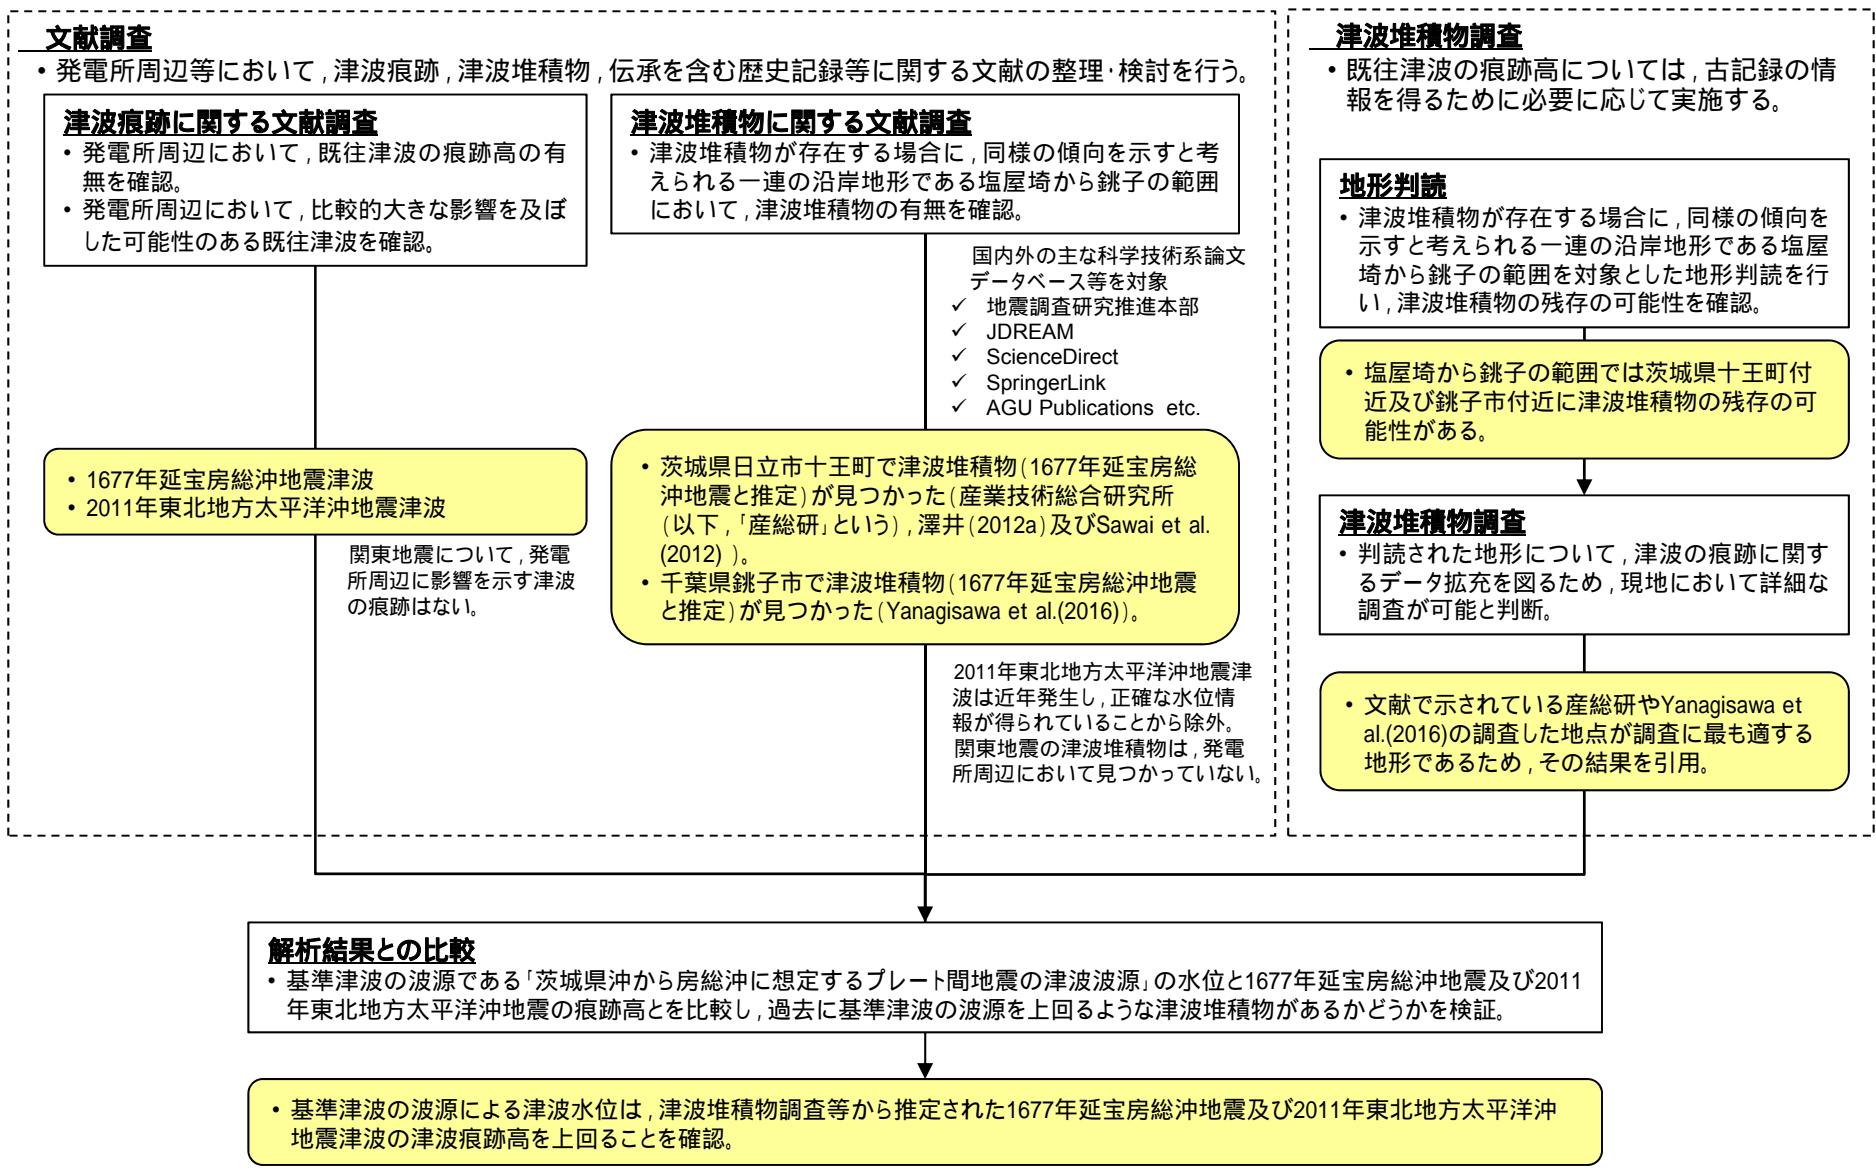 文献調査
・発電所周辺等において，津波痕跡，津波堆積物，伝承を含む歴史記録等に関する文献の整理・検討を行う。
津波痕跡に関する文献調査
・発電所周辺において，既往津波の痕跡高の有
無を確認。
・発電所周辺において，比較的大きな影響を及ぼ
した可能性のある既往津波を確認。
・1677年延宝房総沖地震津波
・2011年東北地方太平洋沖地震津波
関東地震について，発電
所周辺に影響を示す津波
の痕跡はない。
津波堆積物に関する文献調査
・津波堆積物が存在する場合に，同様の傾向を示すと考
えられる一連の沿岸地形である塩屋埼から銚子の範囲
において，津波堆積物の有無を確認。
国内外の主な科学技術系論文
データベース等を対象
✓ 地震調査研究推進本部
✓ JDREAM
✓ ScienceDirect
✓ SpringerLink
✓ AGU Publications etc.
・茨城県日立市十王町で津波堆積物（1677年延宝房総
沖地震と推定）が見つかった（産業技術総合研究所
（以下，「産総研」という），澤井（2012a）及びSawai et al.
(2012) ）。
・千葉県銚子市で津波堆積物（1677年延宝房総沖地震
と推定）が見つかった（Yanagisawa et al.(2016)）。
2011年東北地方太平洋沖地震津
波は近年発生し，正確な水位情
報が得られていることから除外。
関東地震の津波堆積物は，発電
所周辺において見つかっていない。
津波堆積物調査
・既往津波の痕跡高については，古記録の情
報を得るために必要に応じて実施する。
地形判読
・津波堆積物が存在する場合に，同様の傾向を
示すと考えられる一連の沿岸地形である塩屋
埼から銚子の範囲を対象とした地形判読を行
い，津波堆積物の残存の可能性を確認。
・塩屋埼から銚子の範囲では茨城県十王町付
近及び銚子市付近に津波堆積物の残存の可
能性がある。
津波堆積物調査
・判読された地形について，津波の痕跡に関す
るデータ拡充を図るため，現地において詳細な
調査が可能と判断。
・文献で示されている産総研やYanagisawa et
al.(2016)の調査した地点が調査に最も適する
地形であるため，その結果を引用。
解析結果との比較
・基準津波の波源である「茨城県沖から房総沖に想定するプレート間地震の津波波源」の水位と1677年延宝房総沖地震及び2011
年東北地方太平洋沖地震の痕跡高とを比較し，過去に基準津波の波源を上回るような津波堆積物があるかどうかを検証。
・基準津波の波源による津波水位は，津波堆積物調査等から推定された1677年延宝房総沖地震及び2011年東北地方太平洋沖
地震津波の津波痕跡高を上回ることを確認。